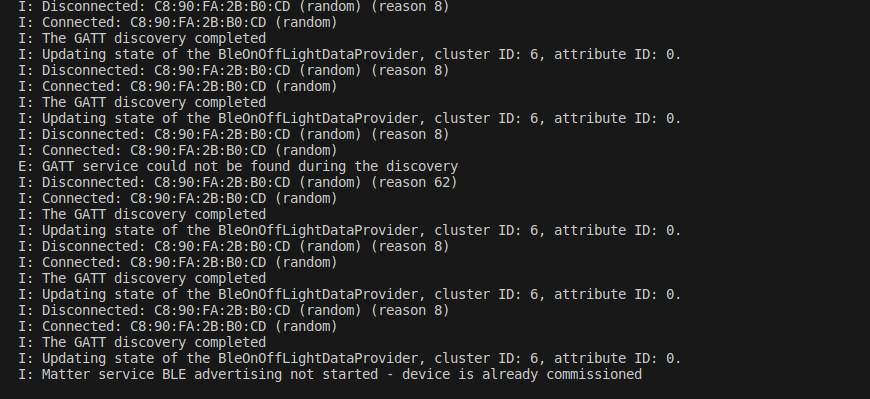 I: Disconnected: C8:90:FA:2B:B0:CD (random) (reason 8)
I: Connected: C8:90:FA:2B:B0:CD (random)
I: The GATT discovery completed
I: Updating state of the BleOnOffLightDataProvider, cluster ID: 6, attribute ID: 0.
I: Disconnected: C8:90:FA:2B:B0:CD (random) (reason 8)
I: Connected: C8:90:FA:2B:B0:CD (random)
I: The GATT discovery completed
I: Updating state of the BleOnOffLightDataProvider, cluster ID: 6, attribute ID: 0.
I: Disconnected: C8:90:FA:2B:B0:CD (random) (reason 8)
I: Connected: C8:90:FA:2B:B0:CD (random)
E: GATT service could not be found during the discovery
I: Disconnected: C8:90:FA:2B:B0:CD (random) (reason 62)
I: Connected: C8:90:FA:2B:B0:CD (random)
I: The GATT discovery completed
I: Updating state of the BleOnOffLightDataProvider, cluster ID: 6, attribute ID: 0.
I: Disconnected: C8:90:FA:2B:B0:CD (random) (reason 8)
I: Connected: C8:90:FA:2B:B0:CD (random)
I: The GATT discovery completed
I: Updating state of the BleOnOffLightDataProvider, cluster ID: 6, attribute ID: 0.
I: Disconnected: C8:90:FA:2B:B0:CD (random) (reason 8)
I: Connected: C8:90:FA:2B:B0:CD (random)
I: The GATT discovery completed
I: Updating state of the BleOnOffLightDataProvider, cluster ID: 6, attribute ID: 0.
I: Matter service BLE advertising not started - device is already commissioned